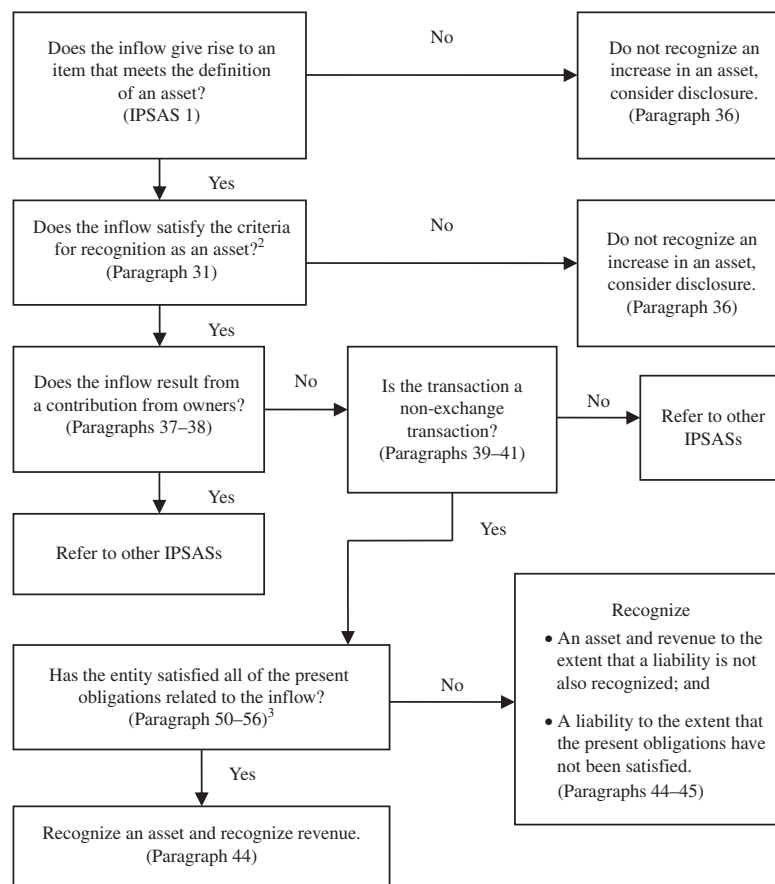 Does the inflow give rise to an
item that meets the definition
of an asset?
(IPSAS 1)
No
Do not recognize an
increase in an asset,
consider disclosure.
(Paragraph 36)
Yes
Does the inflow satisfy the criteria
for recognition as an asset?²
(Paragraph 31)
No
Do not recognize an
increase in an asset,
consider disclosure.
(Paragraph 36)
Yes
Does the inflow result from
a contribution from owners?
(Paragraphs 37–38)
No
Is the transaction a
non-exchange
transaction?
(Paragraphs 39–41)
No
Refer to other
IPSASs
Yes
Refer to other IPSASs
Yes
Has the entity satisfied all of the present
obligations related to the inflow?
(Paragraph 50–56)³
No
Recognize
• An asset and revenue to the
extent that a liability is not
also recognized; and
• A liability to the extent that
the present obligations have
not been satisfied.
(Paragraphs 44–45)
Yes
Recognize an asset and recognize revenue.
(Paragraph 44)